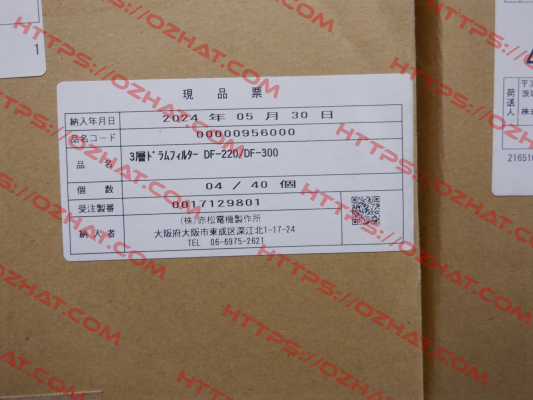 現品票
納入年月日 2024 年 05 月 30 日
品名コード 00000956000
品名 3層ドラムフィルター DF-220/DF-300
個数 04 / 40 個
受注製番 0017129801
納入者 (株)赤松電機製作所
大阪府大阪市東成区深江北1-17-24
TEL 06-6975-2621
1
荷送人
216510
HTTPS://OZHAT.COM